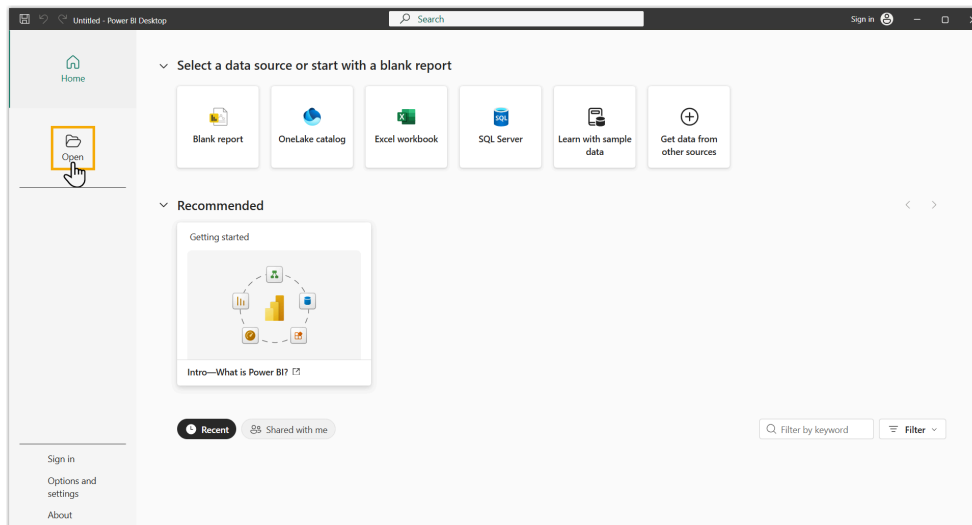 Untitled - Power BI Desktop
Search
Sign in
Home
Open
Select a data source or start with a blank report
Blank report
OneLake catalog
Excel workbook
SQL
SQL Server
Learn with sample
data
Get data from
other sources
Recommended
Getting started
Intro—What is Power BI?
Recent
Shared with me
Filter by keyword
Filter
Sign in
Options and
settings
About